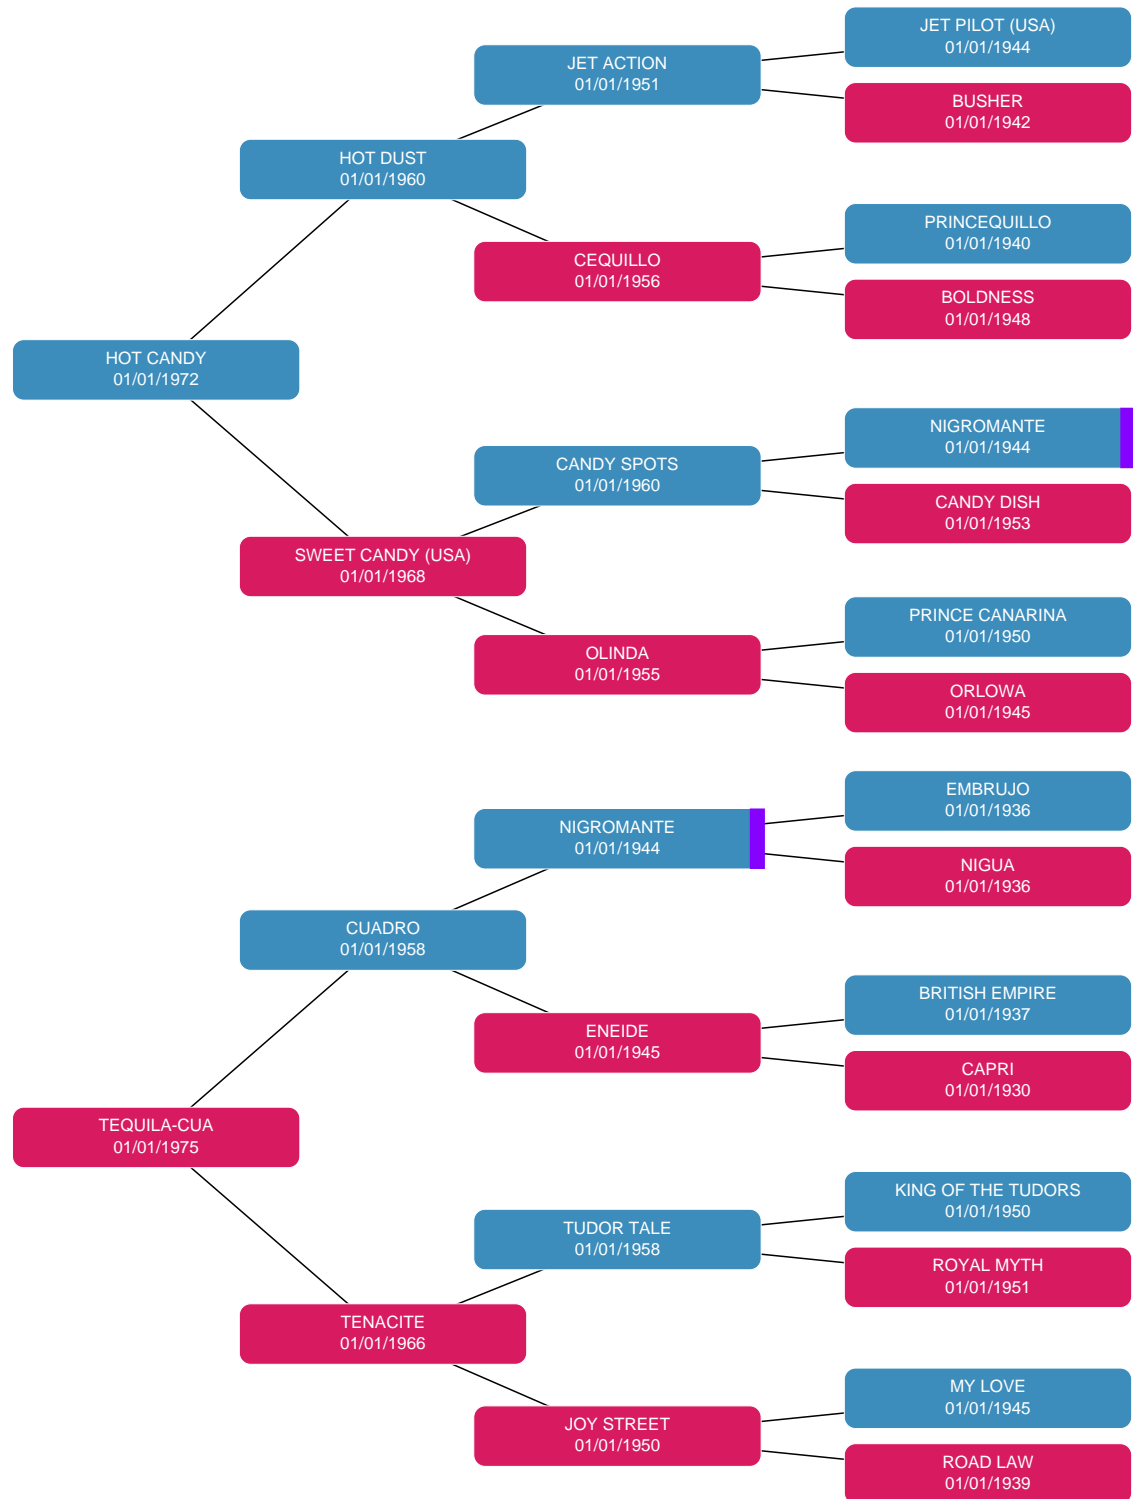 JET PILOT (USA)
01/01/1944
JET ACTION
01/01/1951
BUSHER
01/01/1942
HOT DUST
01/01/1960
PRINCEQUILLO
01/01/1940
CEQUILLO
01/01/1956
BOLDNESS
01/01/1948
HOT CANDY
01/01/1972
NIGROMANTE
01/01/1944
CANDY SPOTS
01/01/1960
CANDY DISH
01/01/1953
SWEET CANDY (USA)
01/01/1968
PRINCE CANARINA
01/01/1950
OLINDA
01/01/1955
ORLOWA
01/01/1945
EMBRUJO
01/01/1936
NIGROMANTE
01/01/1944
NIGUA
01/01/1936
CUADRO
01/01/1958
BRITISH EMPIRE
01/01/1937
ENEIDE
01/01/1945
CAPRI
01/01/1930
TEQUILA-CUA
01/01/1975
KING OF THE TUDORS
01/01/1950
TUDOR TALE
01/01/1958
ROYAL MYTH
01/01/1951
TENACITE
01/01/1966
MY LOVE
01/01/1945
JOY STREET
01/01/1950
ROAD LAW
01/01/1939